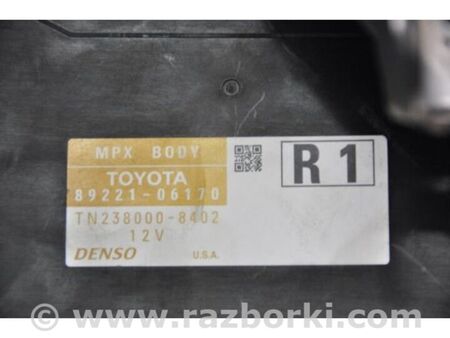 MPX BODY
TOYOTA
89221-06170
TN238000-8402
12V
DENSO
U.S.A.
R1
© www.razborki.com